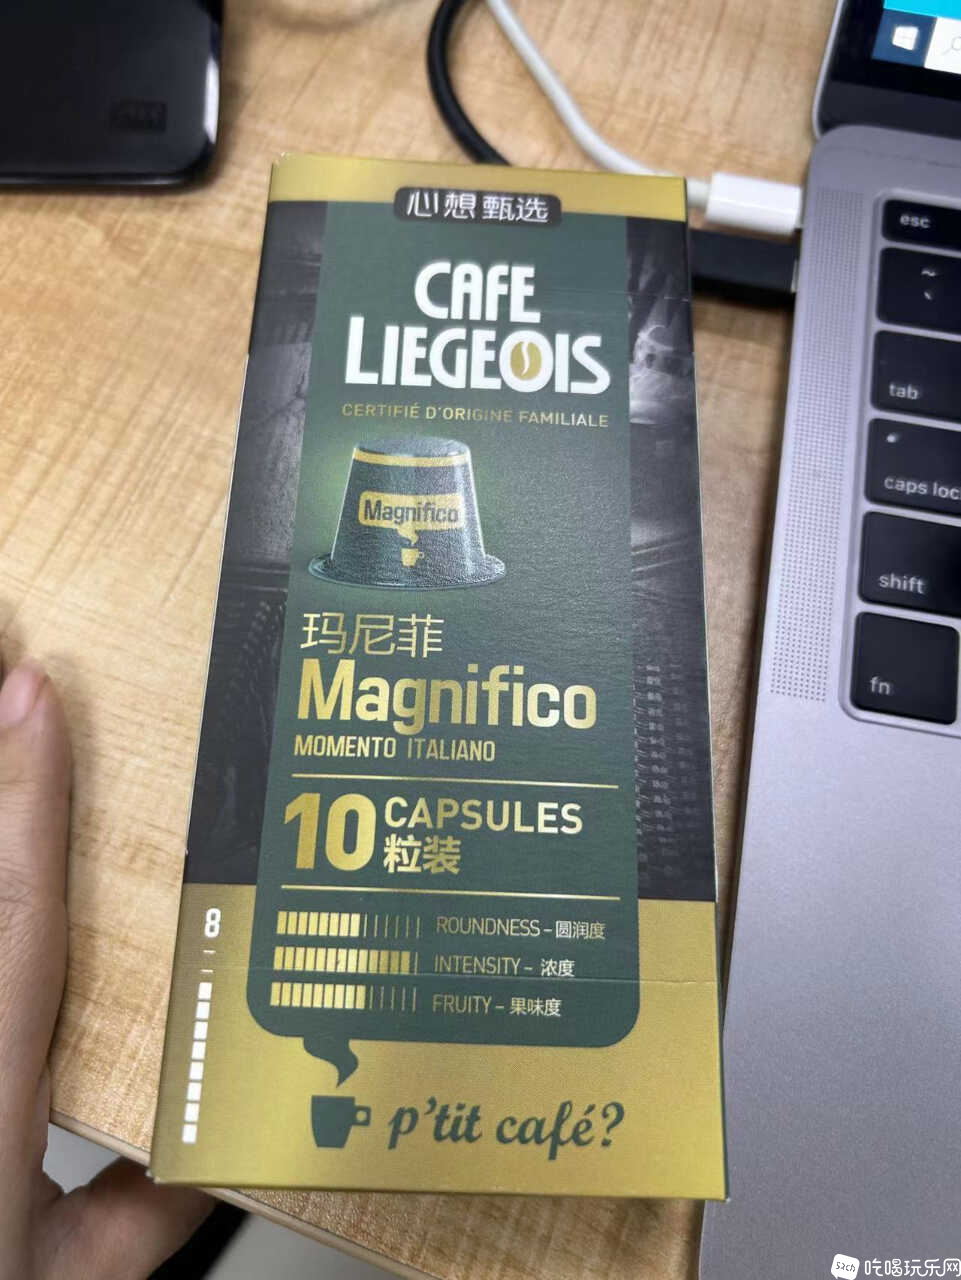 心想甄选
CAFE
LIEGEOIS
CERTIFIÉ D'ORIGINE FAMILIALE
Magnifico
玛尼菲
Magnifico
MOMENTO ITALIANO
10 CAPSULES
粒装
8
ROUNDNESS – 圆润度
INTENSITY – 浓度
FRUITY – 果味度
p'tit café?
esc
~
tab
caps loc
shift
fn
吃喝玩乐